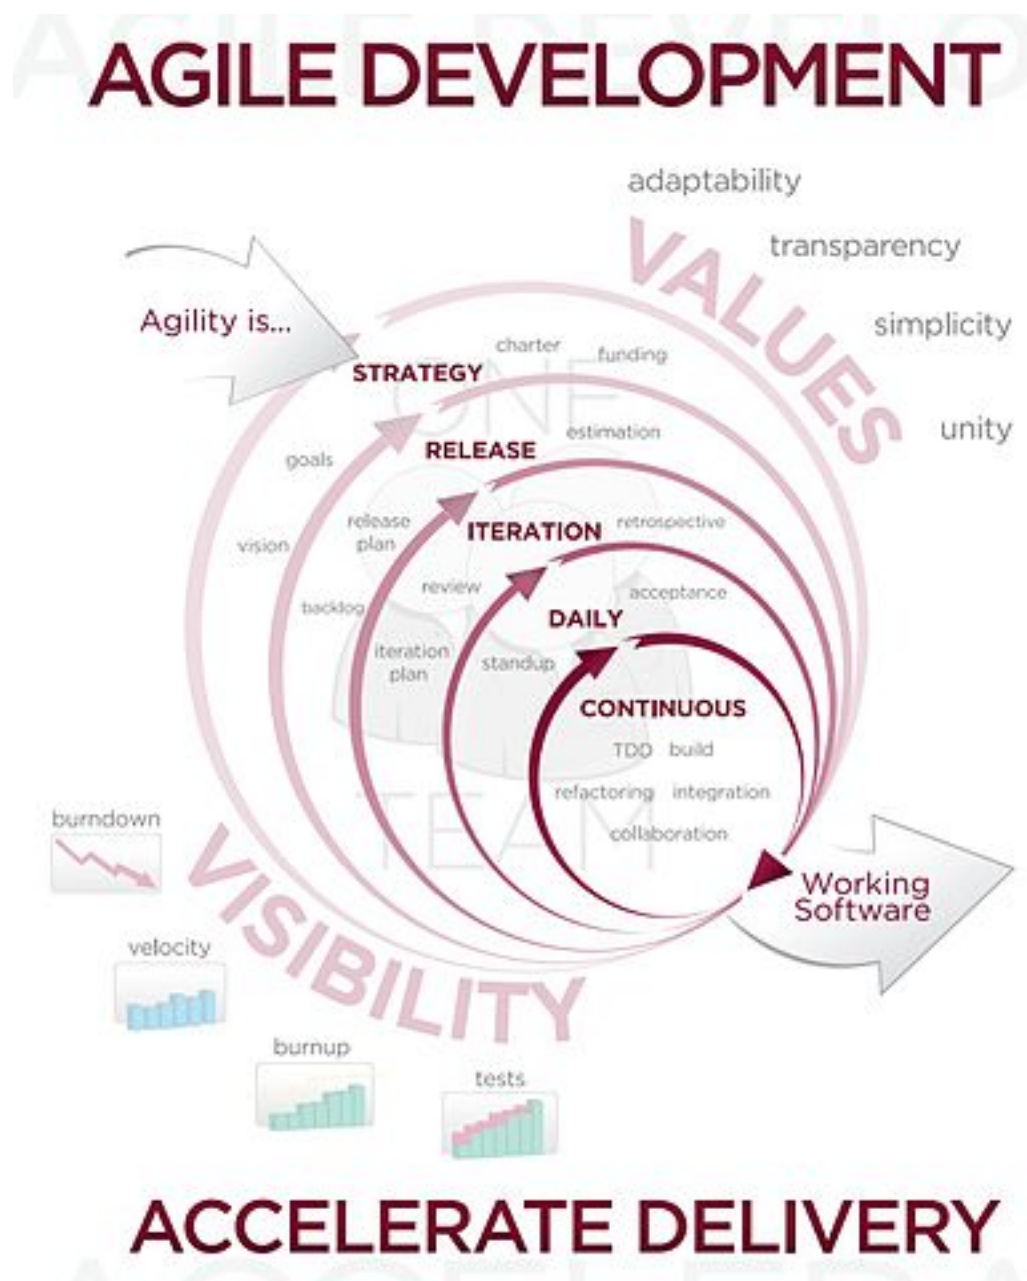 AGILE DEVELOPMENT
adaptability
VALUES
transparency
simplicity
unity
Agility is...
STRATEGY
charter
funding
goals
vision
RELEASE
estimation
release
plan
backlog
ITERATION
retrospective
review
iteration
plan
DAILY
acceptance
standup
CONTINUOUS
TDD build
refactoring integration
collaboration
ONE
TEAM
Working
Software
VISIBILITY
burndown
velocity
burnup
tests
ACCELERATE DELIVERY